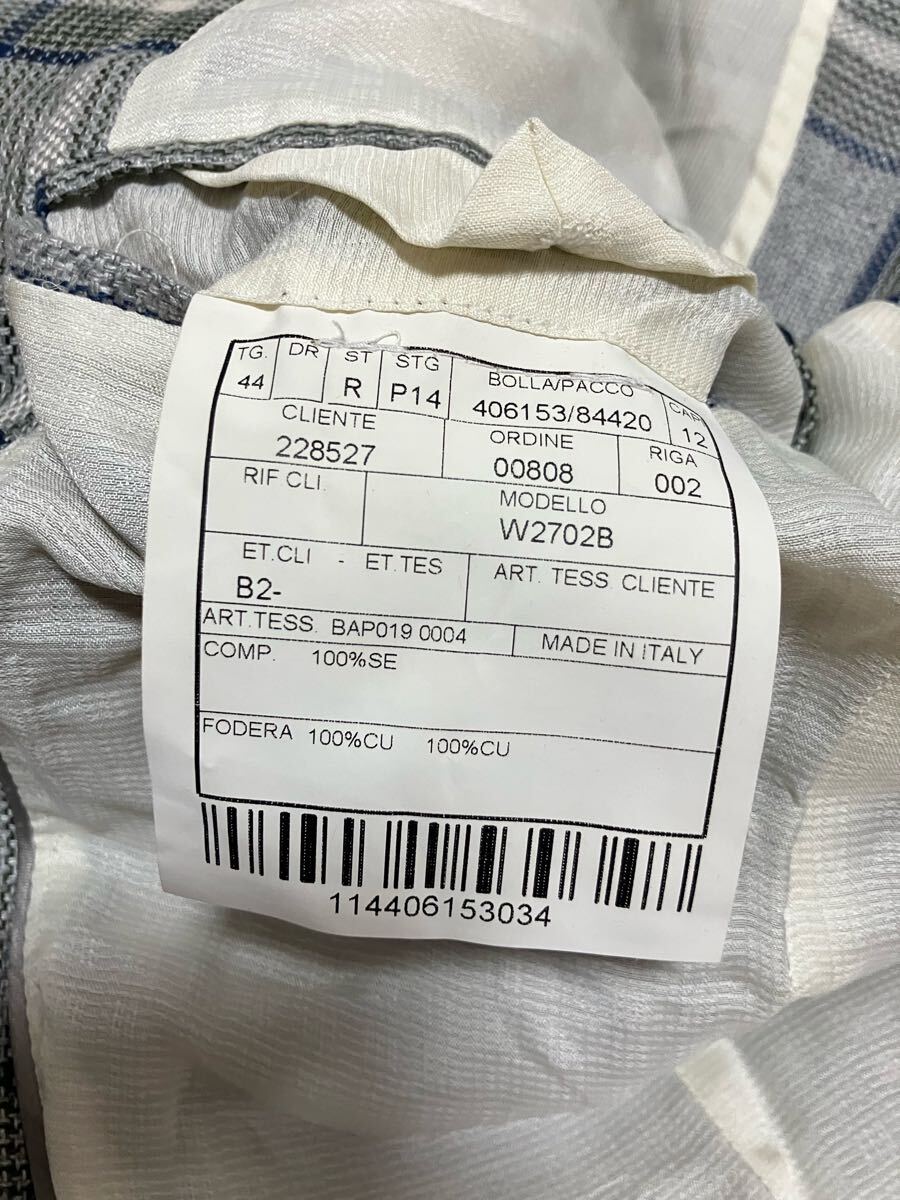 TG. DR ST STG BOLLA/PACCO CAP
44 R P14 406153/84420 12
CLIENTE ORDINE RIGA
228527 00808 002
RIF CLI. MODELLO
W2702B
ET.CLI - ET.TES ART. TESS CLIENTE
B2-
ART.TESS. BAP019 0004 MADE IN ITALY
COMP. 100%SE
FODERA 100%CU 100%CU
114406153034